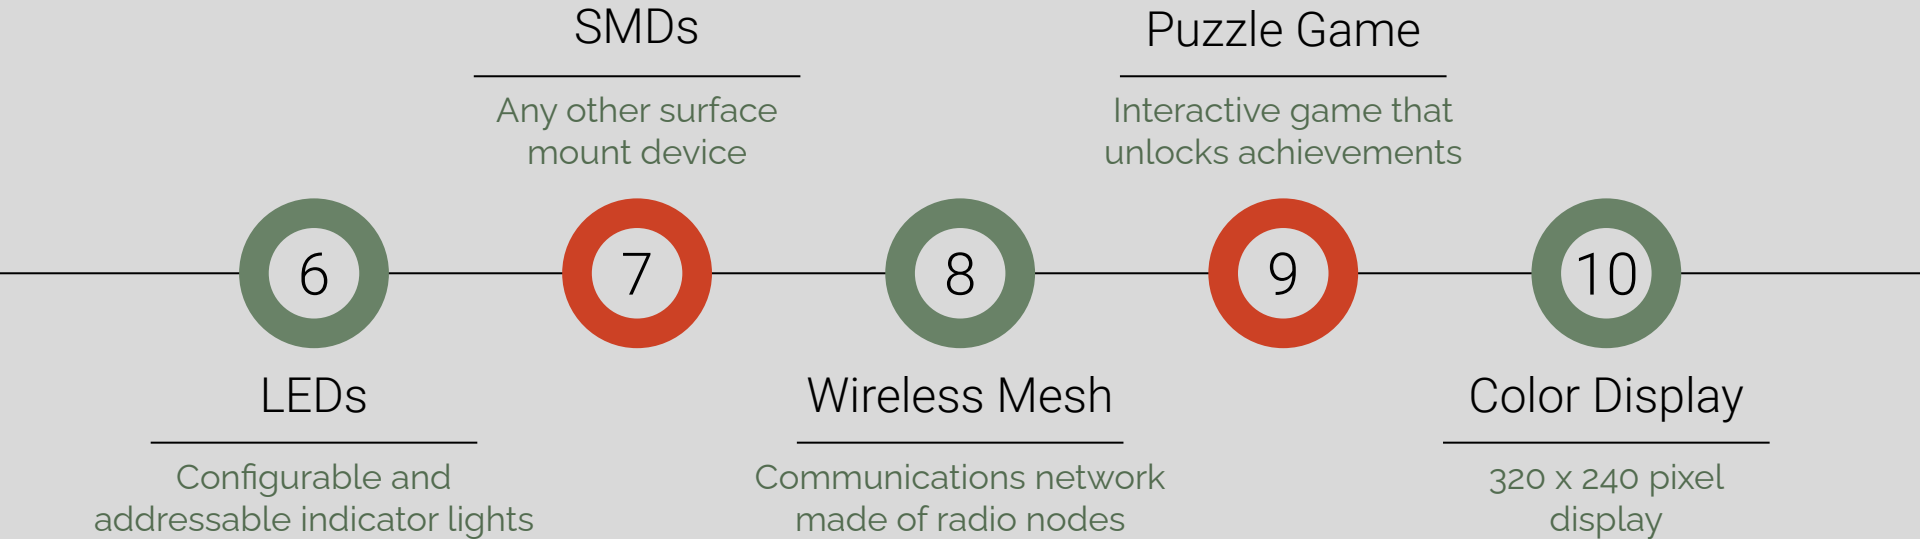 SMDs
Any other surface
mount device
Puzzle Game
Interactive game that
unlocks achievements
6
7
8
9
10
LEDs
Configurable and
addressable indicator lights
Wireless Mesh
Communications network
made of radio nodes
Color Display
320 x 240 pixel
display